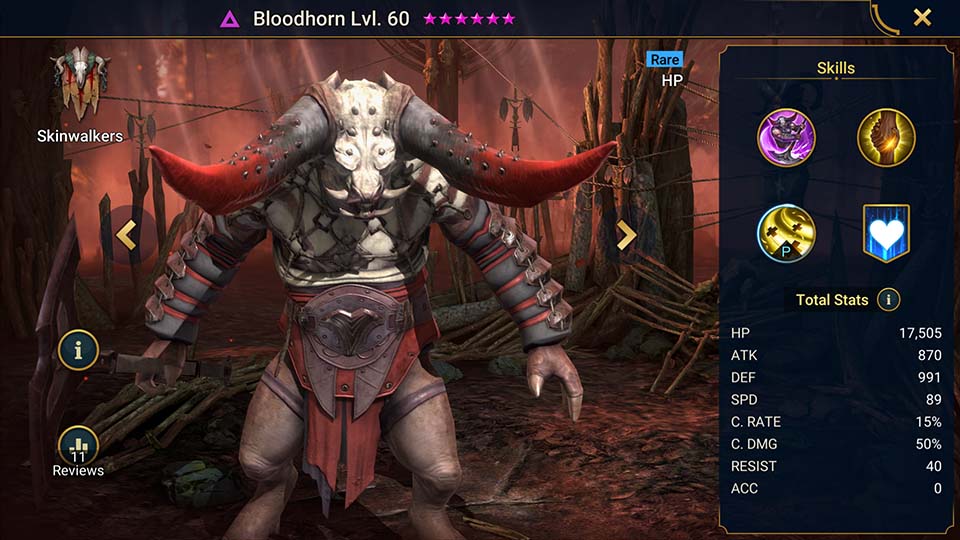 Bloodhorn Lvl. 60
Rare
HP
Skinwalkers
Skills
P
Total Stats i
HP 17,505
ATK 870
DEF 991
SPD 89
C. RATE 15%
C. DMG 50%
RESIST 40
ACC 0
i
11
Reviews